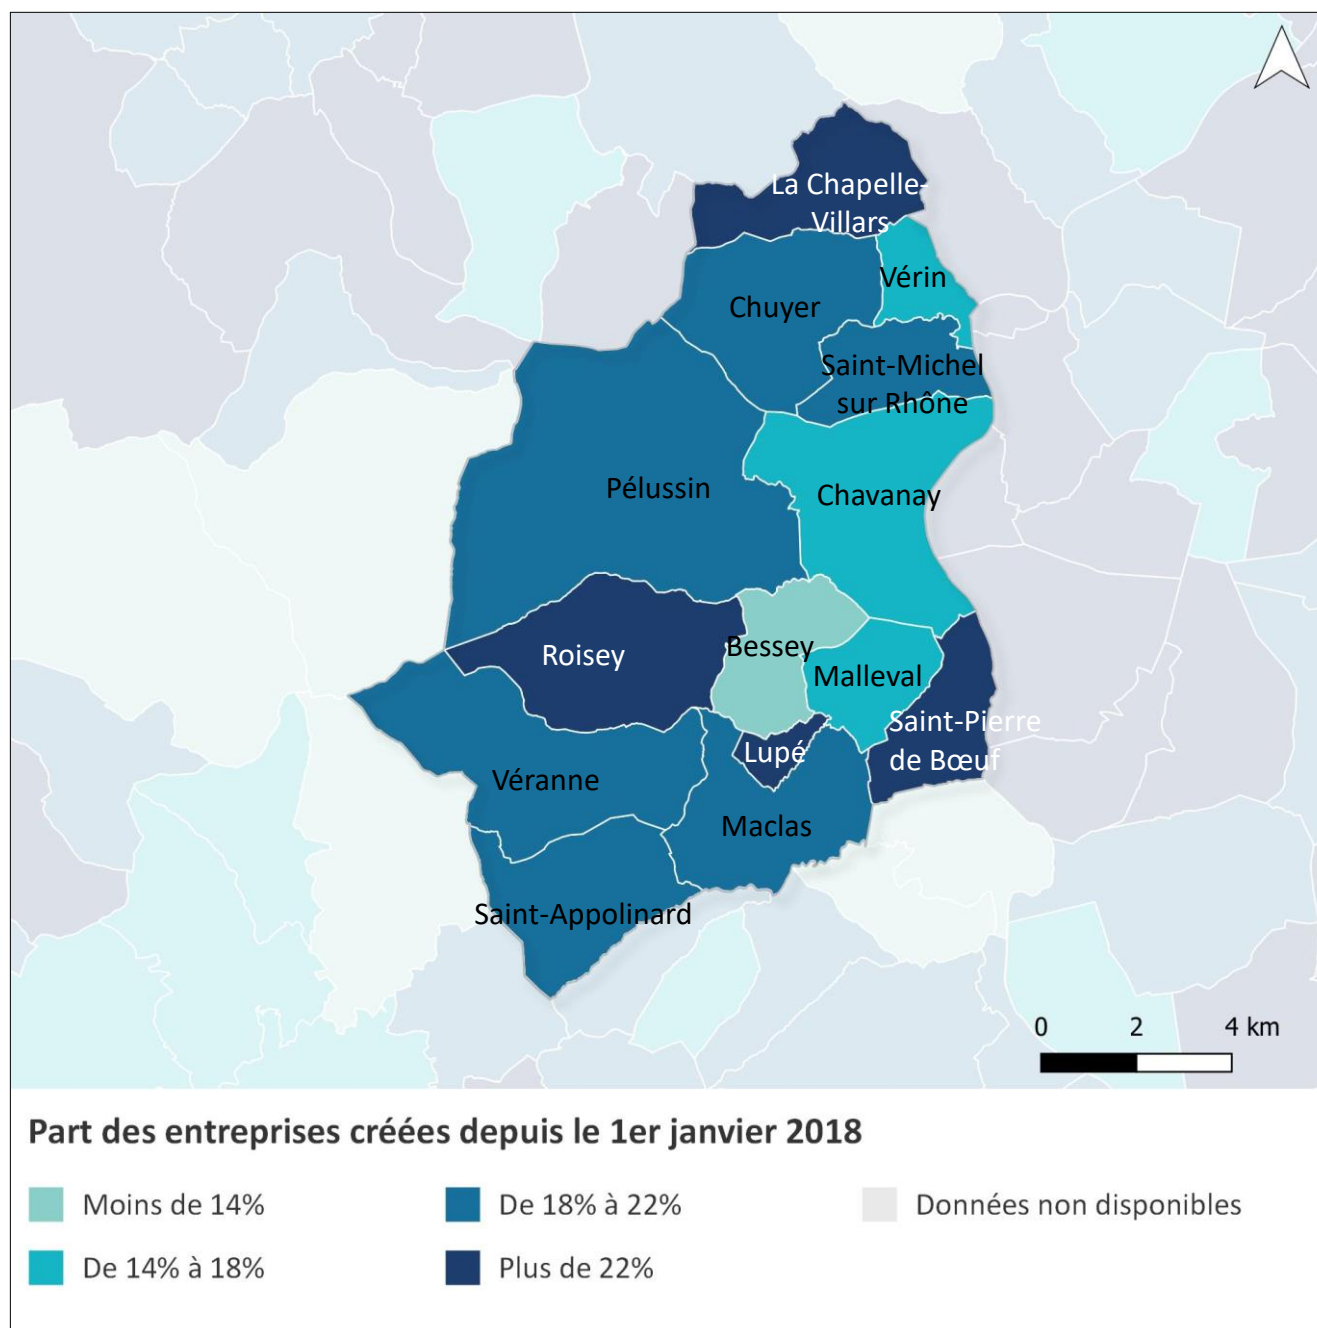 La Chapelle-
Villars
Vérin
Chuyer
Saint-Michel
sur Rhône
Pélussin
Chavanay
Bessey
Roisey
Malleval
Saint-Pierre
de Bœuf
Lupé
Véranne
Maclas
Saint-Appolinard
0 2 4 km
Part des entreprises créées depuis le 1er janvier 2018
Moins de 14%
De 14% à 18%
De 18% à 22%
Plus de 22%
Données non disponibles